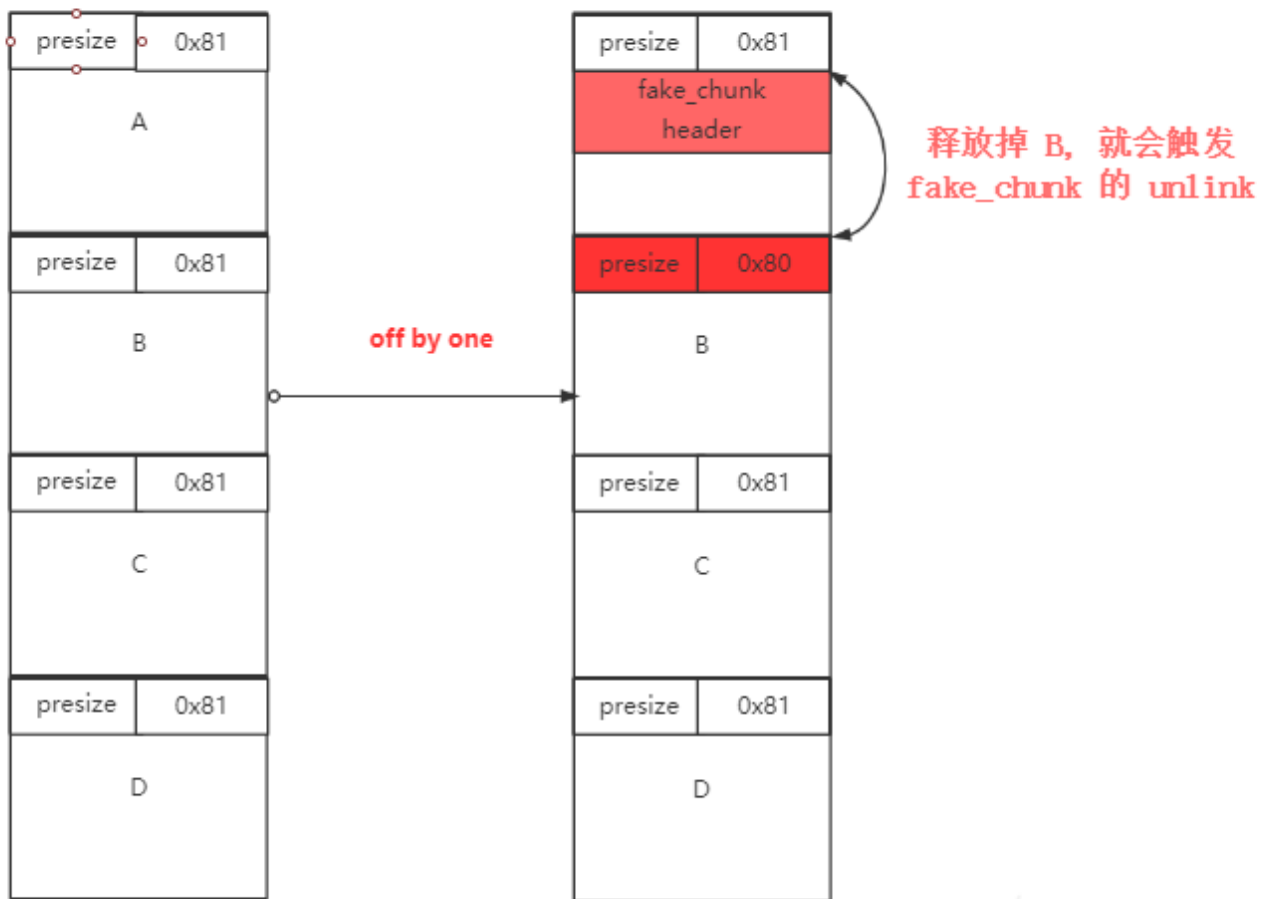 presize 0x81
A
presize 0x81
B
presize 0x81
C
presize 0x81
D
off by one
presize 0x81
fake_chunk
header
presize 0x80
B
presize 0x81
C
presize 0x81
D
释放掉 B, 就会触发
fake_chunk 的 unlink